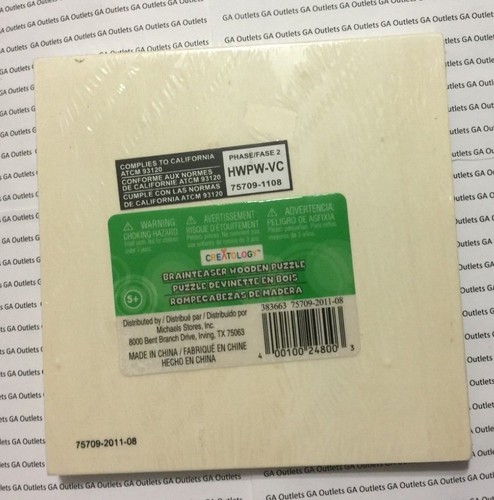 COMPLIES TO CALIFORNIA
ATCM 93120
CONFORME AUX NORMES
DE CALIFORNIE ATCM 93120
CUMPLE CON LAS NORMAS
DE CALIFORNIA ATCM 93120
PHASE/FASE 2
HWPW-VC
75709-1108
WARNING:
CHOKING HAZARD
AVERTISSEMENT:
RISQUE D'ÉTOUFFEMENT
ADVERTENCIA:
PELIGRO DE ASFIXIA
CREATOLOGY™
BRAINTEASER WOODEN PUZZLE
PUZZLE DEVINETTE EN BOIS
ROMPECABEZAS DE MADERA
5+
Distributed by / Distribué par / Distribuido por
Michaels Stores, Inc.
8000 Bent Branch Drive, Irving, TX 75063
MADE IN CHINA / FABRIQUÉ EN CHINE
HECHO EN CHINA
383663 75709-2011-08
4 00100 24800 3
75709-2011-08
GA Outlets GA Outlets GA Outlets GA Outlets